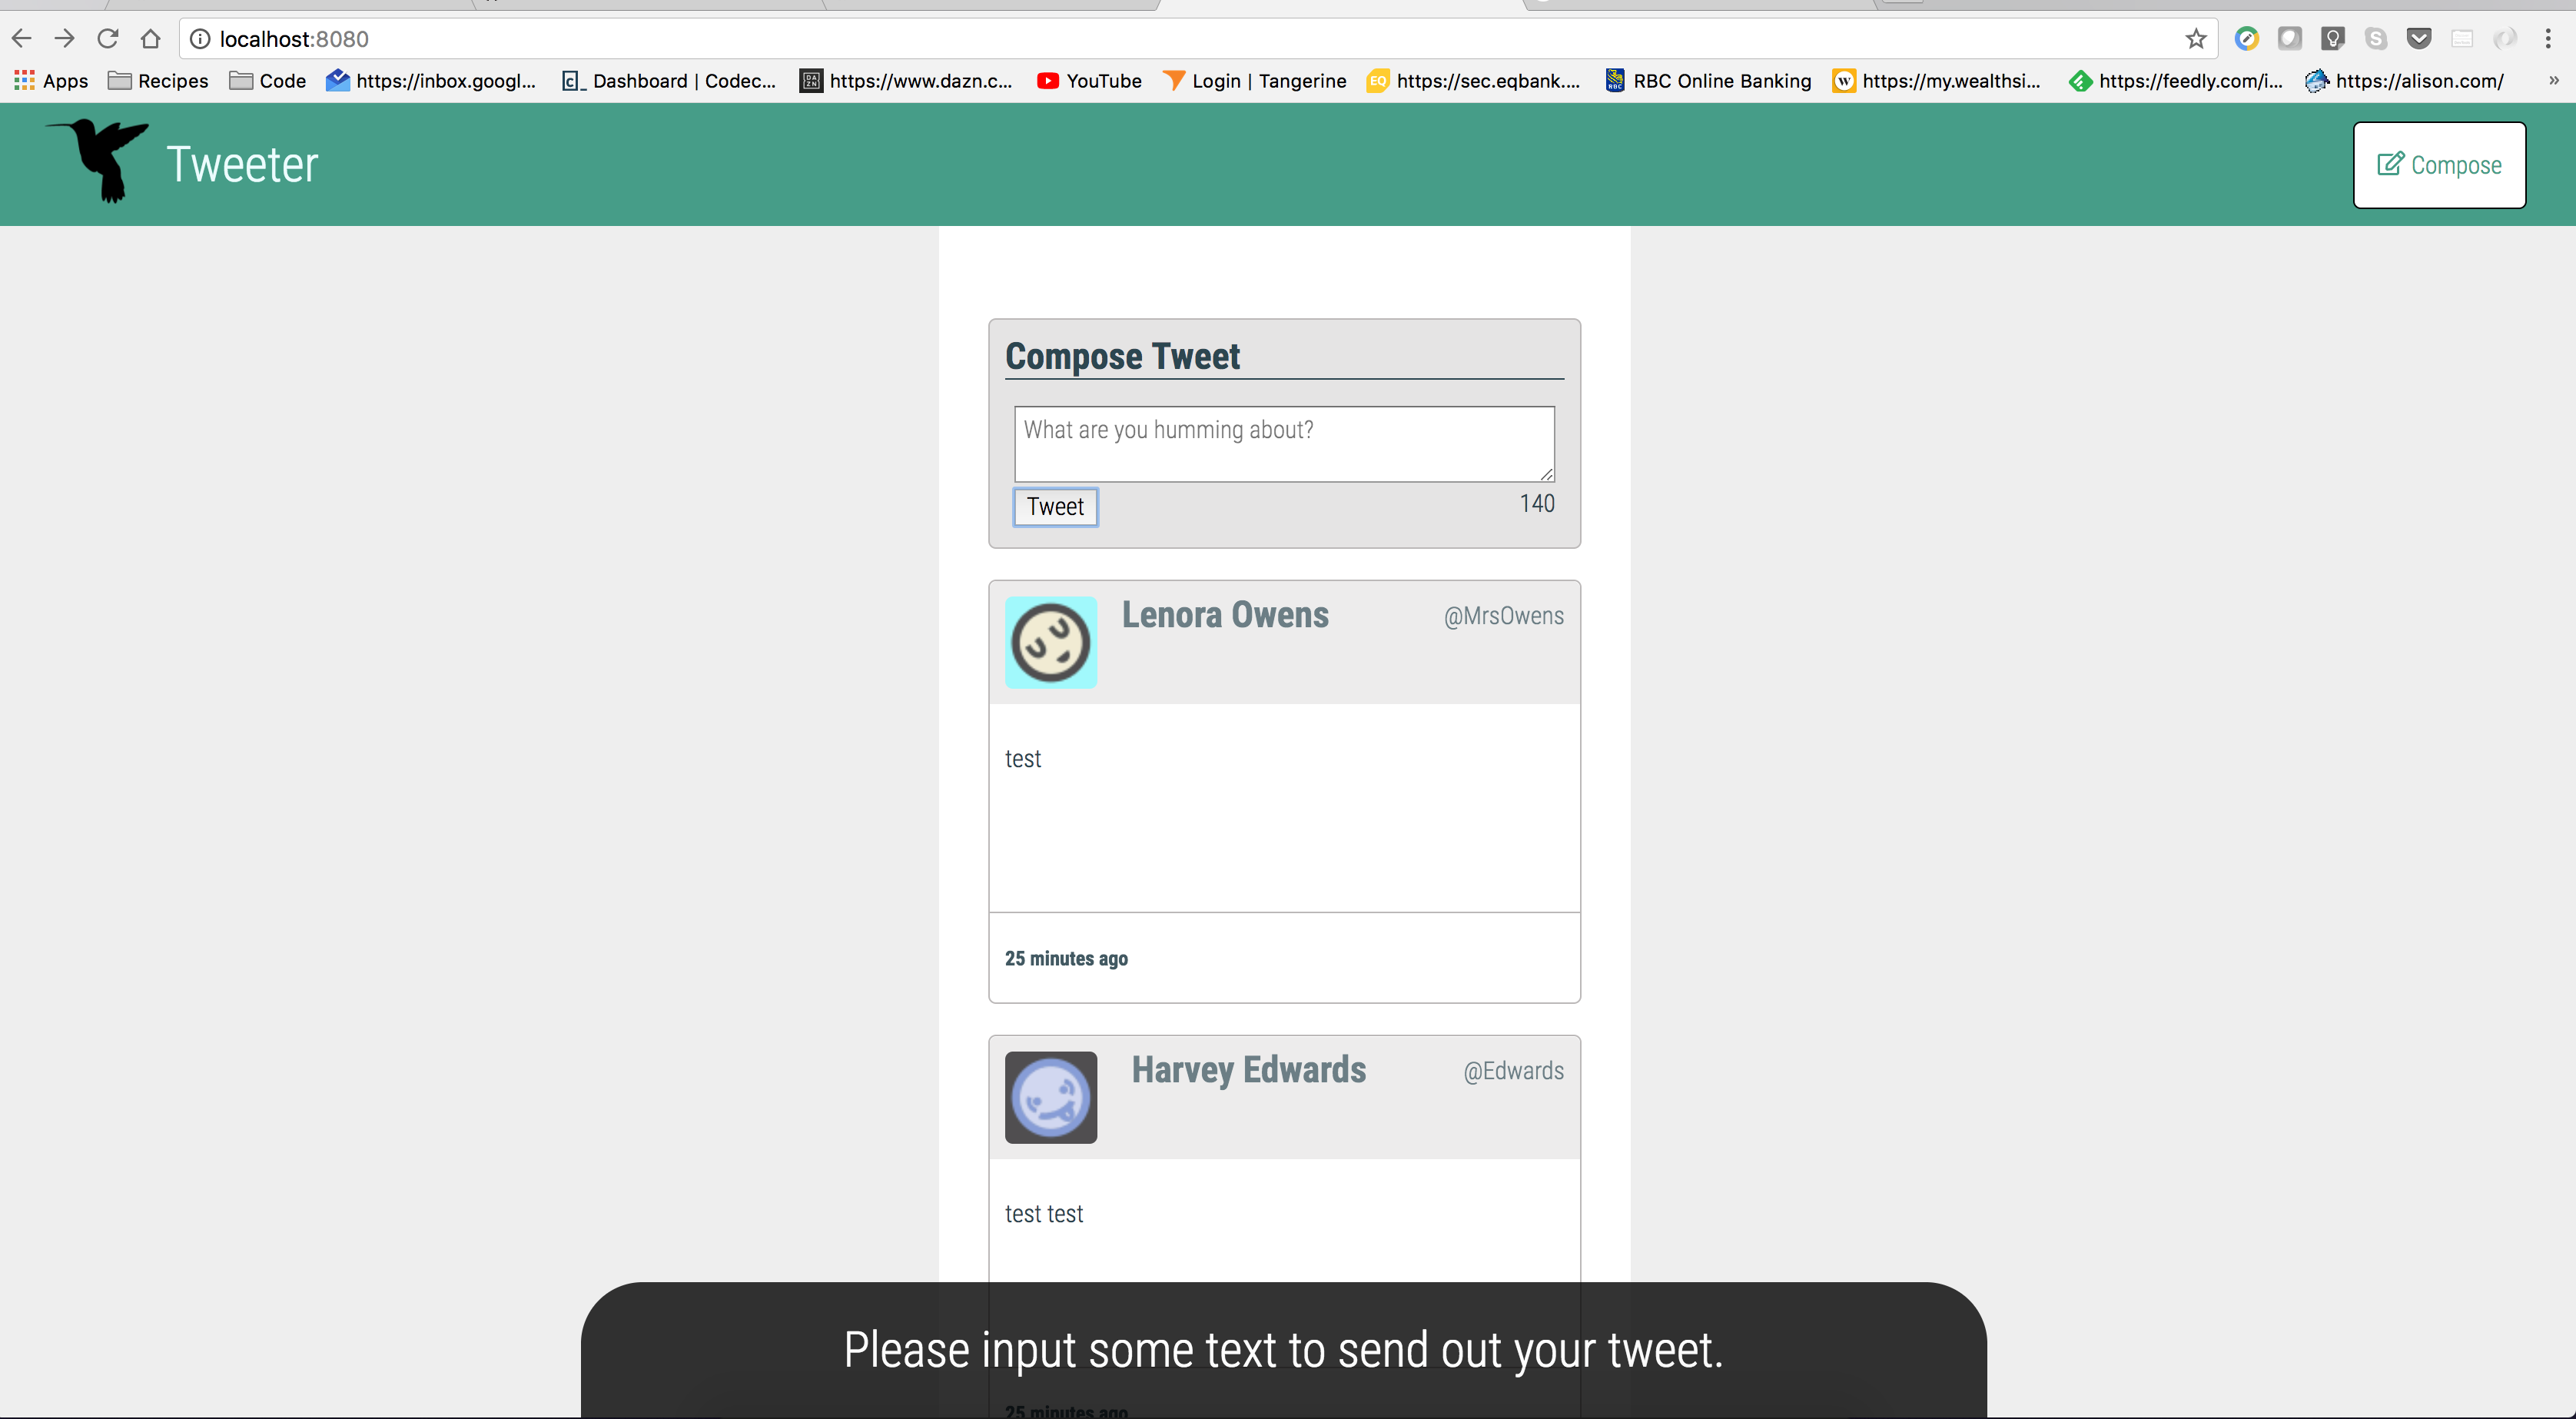 localhost:8080
Apps Recipes Code https://inbox.googl... Dashboard | Codec... https://www.dazn.c... YouTube Login | Tangerine https://sec.eqbank.... RBC Online Banking https://my.wealthsi... https://feedly.com/i... https://alison.com/ »
Tweeter
Compose
Compose Tweet
What are you humming about?
Tweet 140
Lenora Owens @MrsOwens
test
25 minutes ago
Harvey Edwards @Edwards
test test
Please input some text to send out your tweet.
25 minutes ago